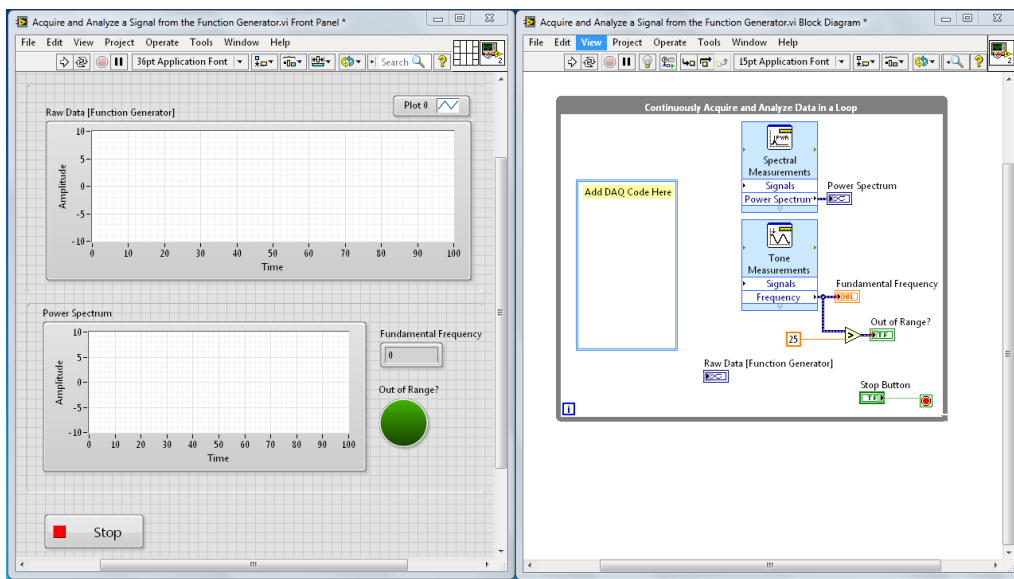 Acquire and Analyze a Signal from the Function Generator.vi Front Panel *
File Edit View Project Operate Tools Window Help
36pt Application Font
Search
2
Raw Data [Function Generator]
Plot 0
Amplitude
10
5
0
-5
-10
0 10 20 30 40 50 60 70 80 90 100
Time
Power Spectrum
Amplitude
10
5
0
-5
-10
0 10 20 30 40 50 60 70 80 90 100
Time
Fundamental Frequency
0
Out of Range?
Stop
Acquire and Analyze a Signal from the Function Generator.vi Block Diagram *
File Edit View Project Operate Tools Window Help
15pt Application Font
2
Continuously Acquire and Analyze Data in a Loop
Add DAQ Code Here
Spectral
Measurements
Signals
Power Spectrum
Power Spectrum
Tone
Measurements
Signals
Frequency
Fundamental Frequency
DBL
Out of Range?
25
>
TF
Raw Data [Function Generator]
Stop Button
TF
i